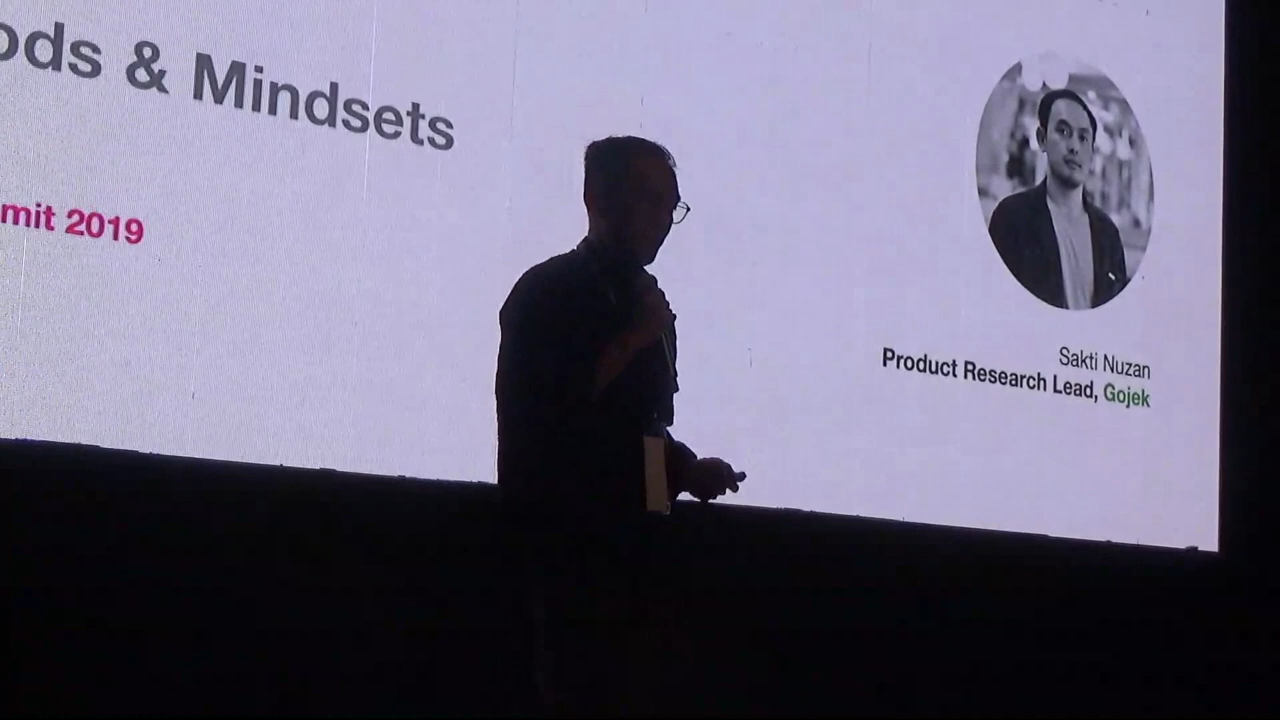 ods & Mindsets
mit 2019
Sakti Nuzan
Product Research Lead, Gojek